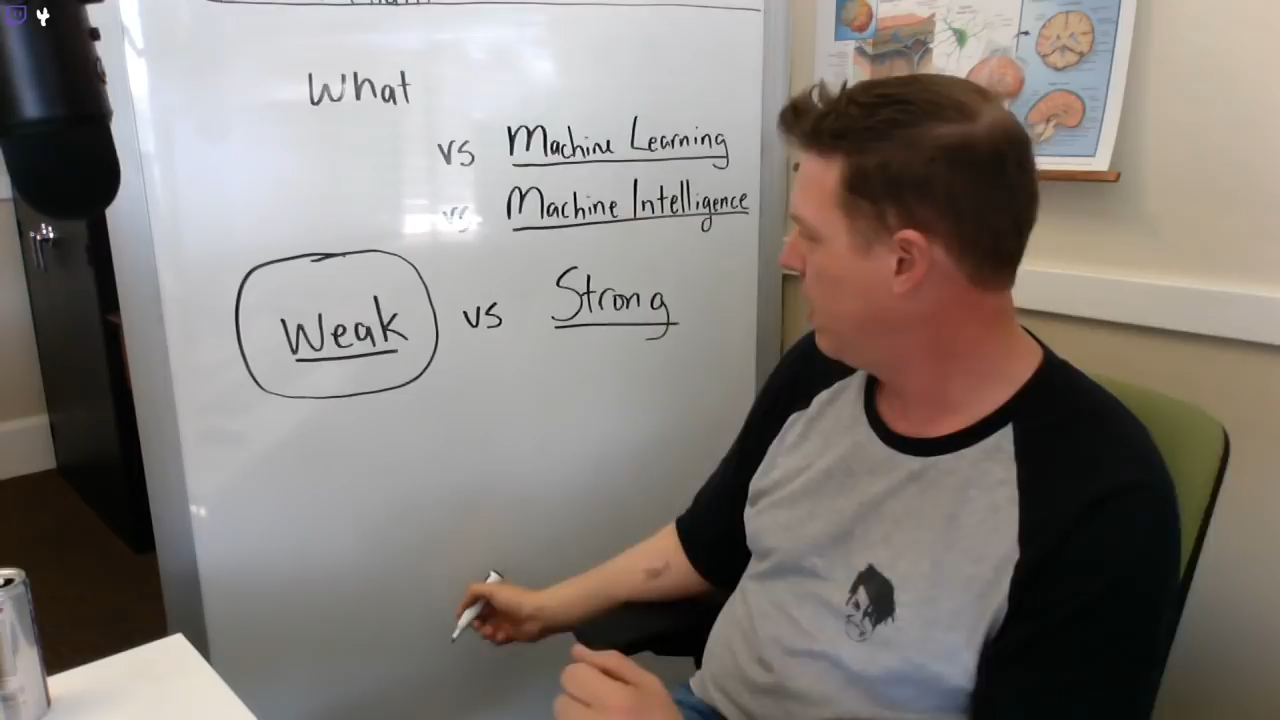 What
vs Machine Learning
vs Machine Intelligence
Weak vs Strong